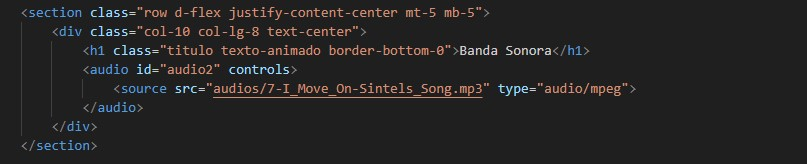 <section class="row d-flex justify-content-center mt-5 mb-5">
<div class="col-10 col-lg-8 text-center">
<h1 class="titulo texto-animado border-bottom-0">Banda Sonora</h1>
<audio id="audio2" controls>
<source src="audios/7-I_Move_On-Sintels_Song.mp3" type="audio/mpeg">
</audio>
</div>
</section>